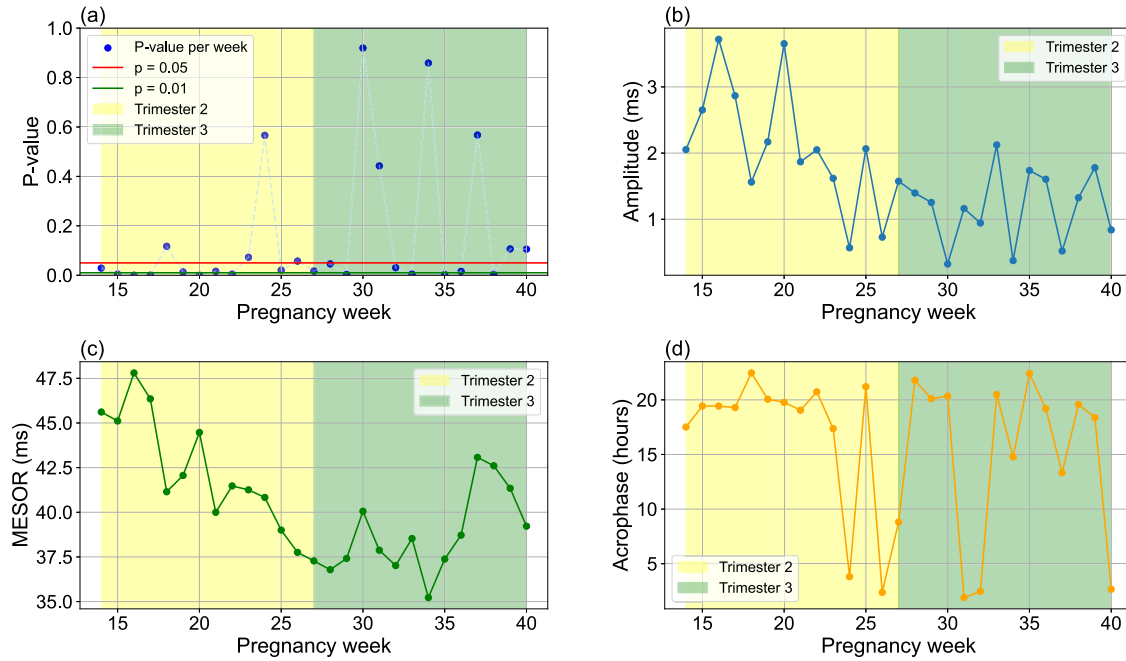 (a)
P-value
1.0
0.8
0.6
0.4
0.2
0.0
P-value per week
p = 0.05
p = 0.01
Trimester 2
Trimester 3
15 20 25 30 35 40
Pregnancy week
(b)
Amplitude (ms)
3
2
1
Trimester 2
Trimester 3
15 20 25 30 35 40
Pregnancy week
(c)
MESOR (ms)
47.5
45.0
42.5
40.0
37.5
35.0
Trimester 2
Trimester 3
15 20 25 30 35 40
Pregnancy week
(d)
Acrophase (hours)
20
15
10
5
Trimester 2
Trimester 3
15 20 25 30 35 40
Pregnancy week